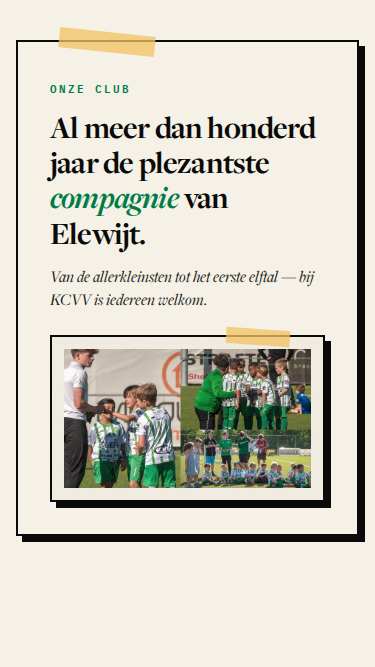 ONZE CLUB
Al meer dan honderd
jaar de plezantste
compagnie van
Elewijt.
Van de allerkleinsten tot het eerste elftal — bij
KCVV is iedereen welkom.